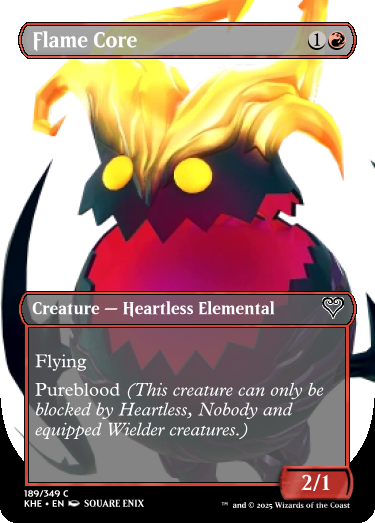 Flame Core 1
Creature — Heartless Elemental
Flying
Pureblood (This creature can only be
blocked by Heartless, Nobody and
equipped Wielder creatures.)
2/1
189/349 C
KHE • EN SQUARE ENIX
™ and © 2025 Wizards of the Coast